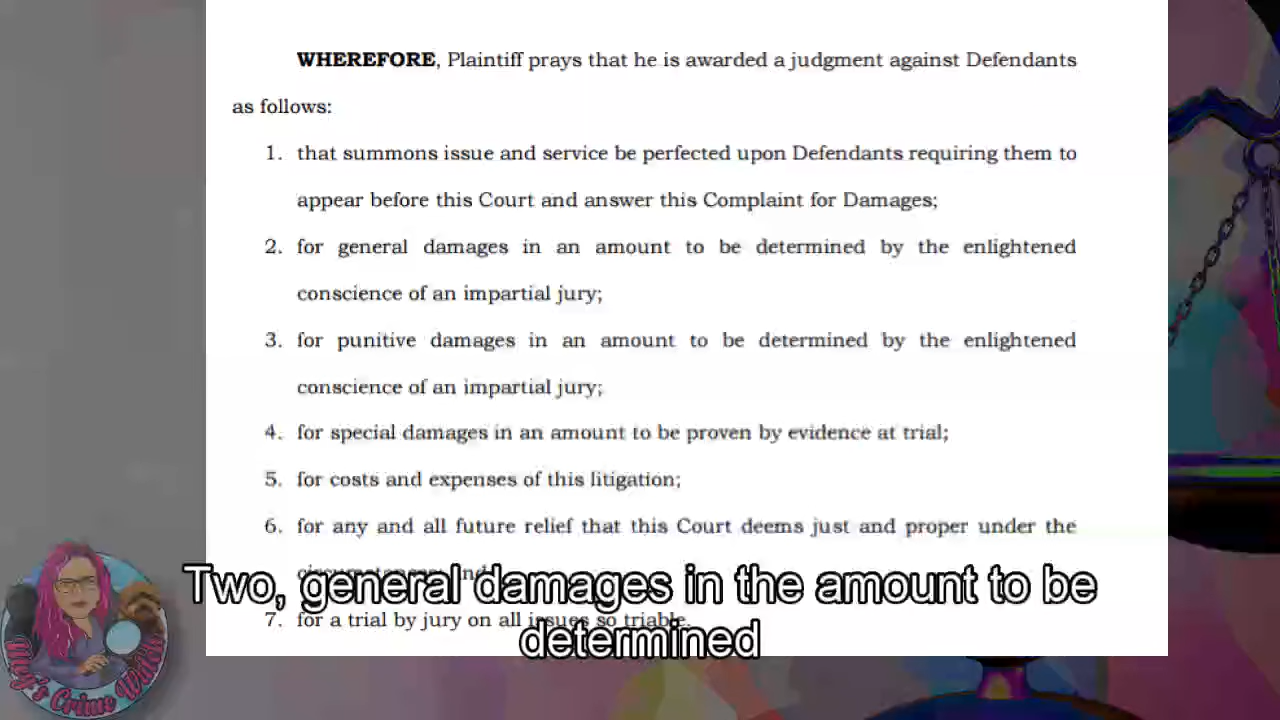 WHEREFORE, Plaintiff prays that he is awarded a judgment against Defendants
as follows:
1. that summons issue and service be perfected upon Defendants requiring them to
appear before this Court and answer this Complaint for Damages;
2. for general damages in an amount to be determined by the enlightened
conscience of an impartial jury;
3. for punitive damages in an amount to be determined by the enlightened
conscience of an impartial jury;
4. for special damages in an amount to be proven by evidence at trial;
5. for costs and expenses of this litigation;
6. for any and all future relief that this Court deems just and proper under the
7. for a trial by jury on all issues so triable.
Two, general damages in the amount to be
determined
Crime